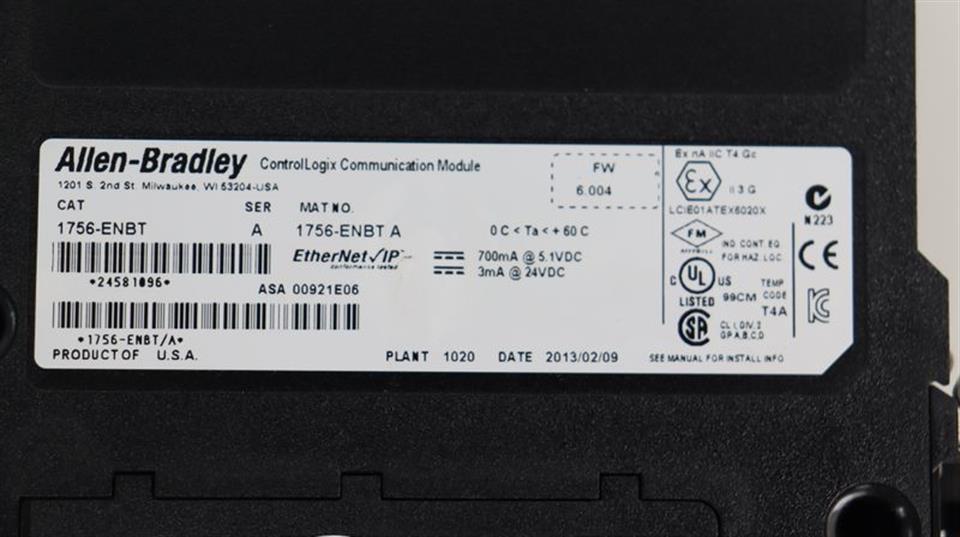 Allen-Bradley ControlLogix Communication Module
1201 S. 2nd St. Milwaukee, WI 53204-USA
CAT SER MAT NO.
1756-ENBT A 1756-ENBT A 0 C < Ta < + 60 C
EtherNet/IP
conformance tested
700mA @ 5.1VDC
3mA @ 24VDC
*24581096*
ASA 00921E06
*1756-ENBT/A*
PRODUCT OF U.S.A. PLANT 1020 DATE 2013/02/09
FW
6.004
Ex nA IIC T4 Gc
Ex II 3 G
LCIE01ATEX6020X
N223
FM IND. CONT. EQ.
FOR HAZ. LOC.
CE
C UL US
LISTED 99CM
TEMP
CODE
T4A
SA
CL I, DIV. 2
GP A,B,C,D
SEE MANUAL FOR INSTALL INFO